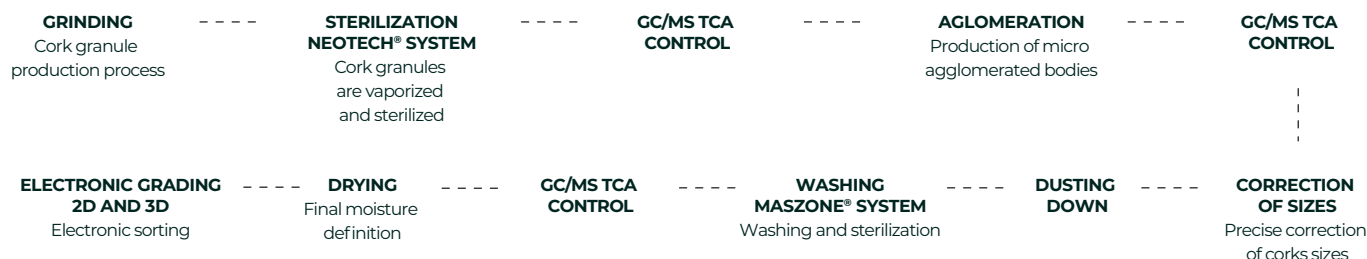 GRINDING
Cork granule
production process
STERILIZATION
NEOTECH® SYSTEM
Cork granules
are vaporized
and sterilized
GC/MS TCA
CONTROL
AGLOMERATION
Production of micro
agglomerated bodies
GC/MS TCA
CONTROL
ELECTRONIC GRADING
2D AND 3D
Electronic sorting
DRYING
Final moisture
definition
GC/MS TCA
CONTROL
WASHING
MASZONE® SYSTEM
Washing and sterilization
DUSTING
DOWN
CORRECTION
OF SIZES
Precise correction
of corks sizes